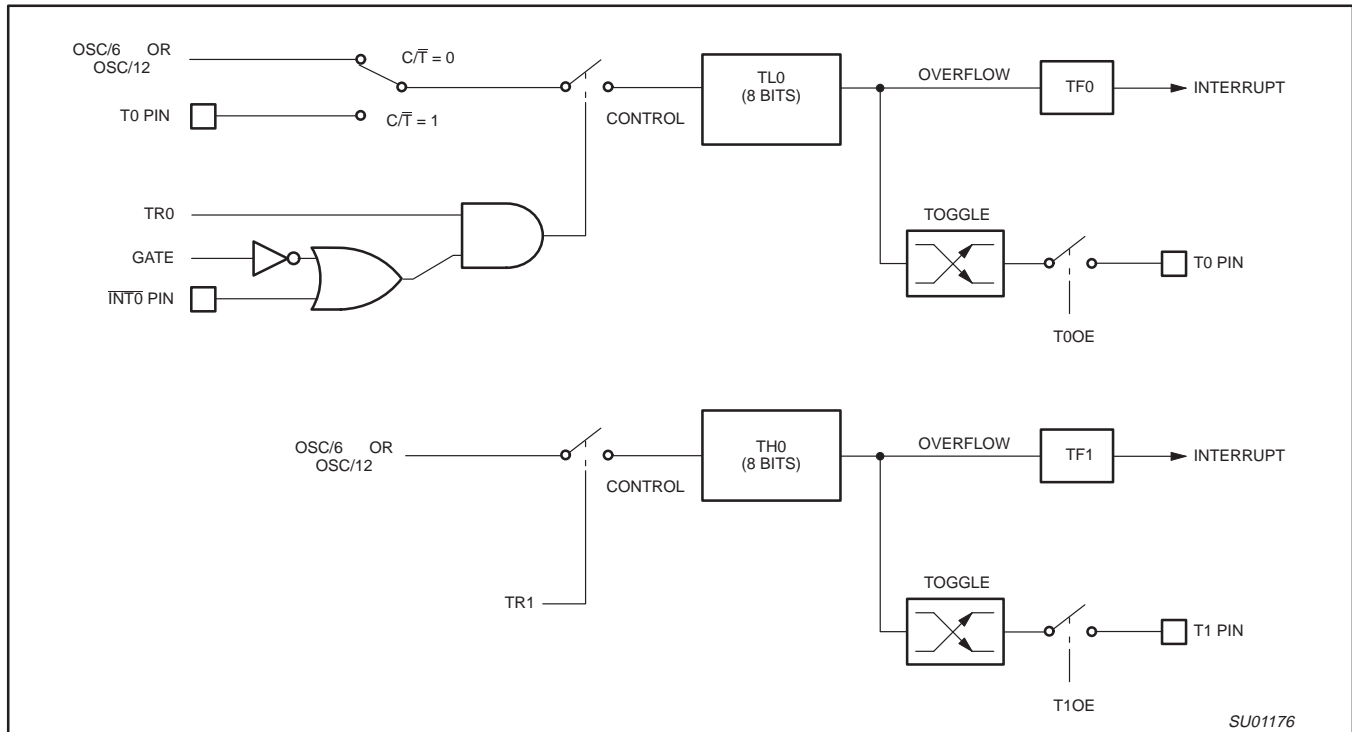 OSC/6 OR
OSC/12
C/T̅ = 0
T0 PIN
C/T̅ = 1
CONTROL
TL0
(8 BITS)
OVERFLOW
TF0
INTERRUPT
TR0
GATE
I̅N̅T̅0̅ PIN
TOGGLE
T0 PIN
T0OE
OSC/6 OR
OSC/12
CONTROL
TH0
(8 BITS)
OVERFLOW
TF1
INTERRUPT
TR1
TOGGLE
T1 PIN
T1OE
SU01176